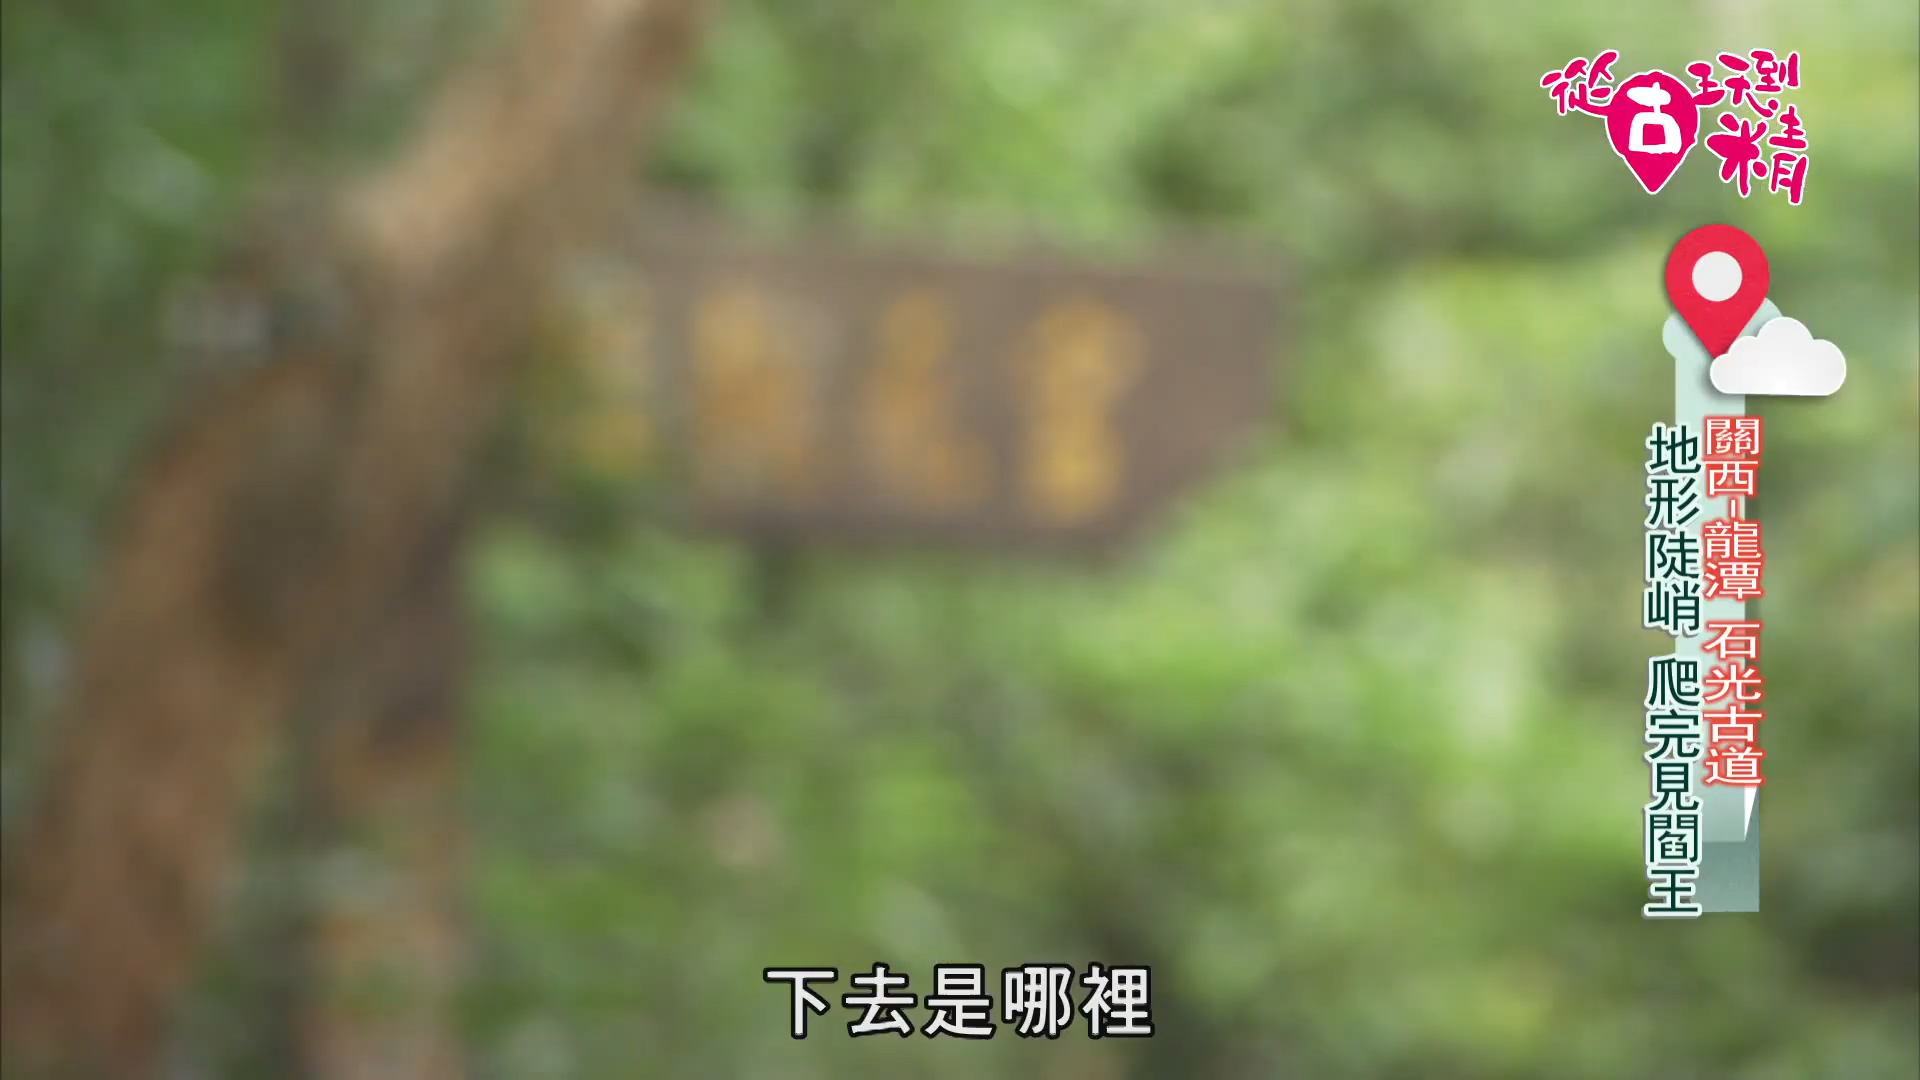 從古玩到精
關西-龍潭 石光古道
地形陡峭 爬完見閻王
下去是哪裡